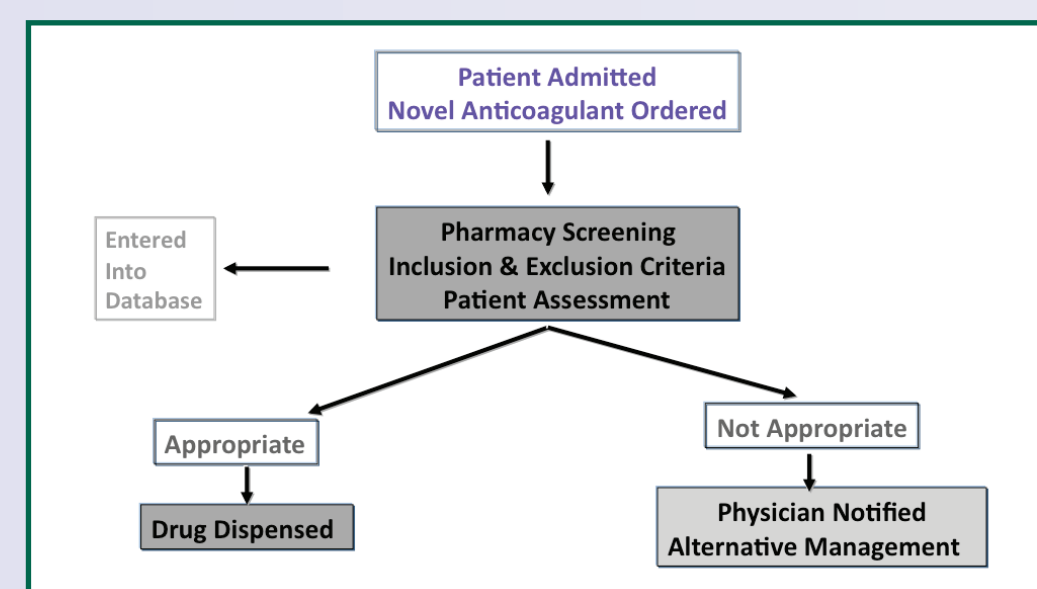 Patient Admitted
Novel Anticoagulant Ordered
Entered
Into
Database
Pharmacy Screening
Inclusion & Exclusion Criteria
Patient Assessment
Appropriate
Not Appropriate
Drug Dispensed
Physician Notified
Alternative Management